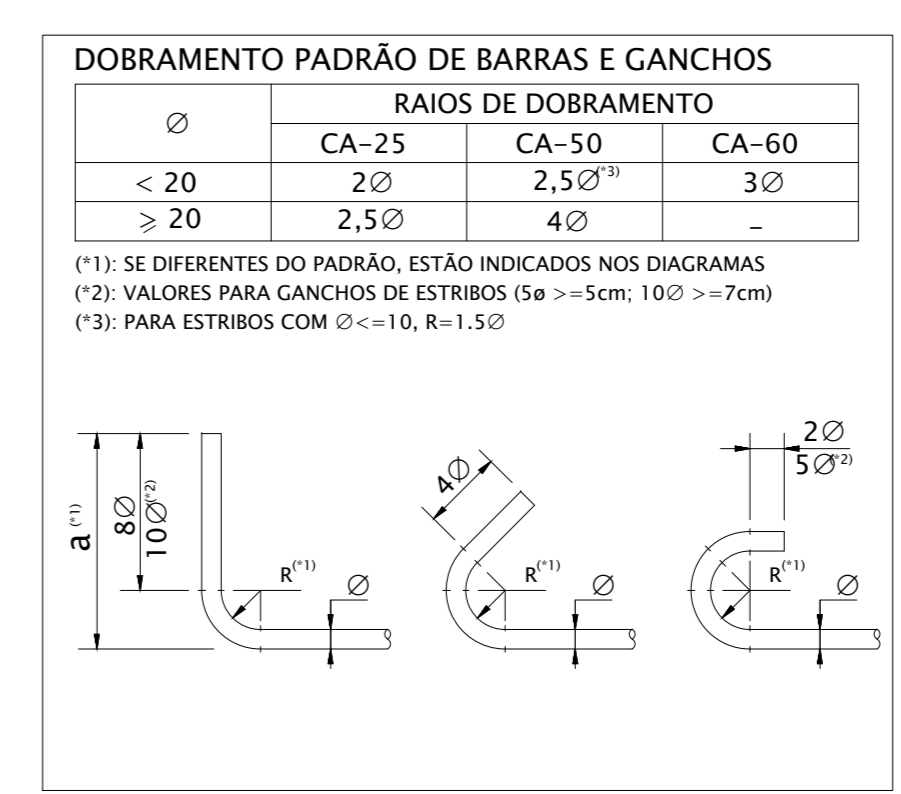 DOBRAMENTO PADRÃO DE BARRAS E GANCHOS
∅ RAIOS DE DOBRAMENTO
CA-25 CA-50 CA-60
< 20 2∅ 2,5∅(*3) 3∅
⩾ 20 2,5∅ 4∅ –
(*1): SE DIFERENTES DO PADRÃO, ESTÃO INDICADOS NOS DIAGRAMAS
(*2): VALORES PARA GANCHOS DE ESTRIBOS (5ø >=5cm; 10∅ >=7cm)
(*3): PARA ESTRIBOS COM ∅<=10, R=1.5∅
a(*1)
8∅
10∅(*2)
R(*1)
∅
4∅
R(*1)
∅
2∅
5∅(*2)
R(*1)
∅